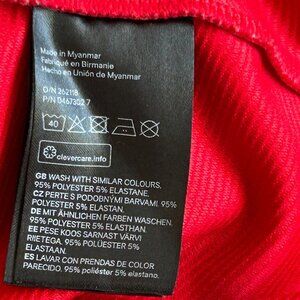 Made in Myanmar
Fabriqué en Birmanie
Hecho en Unión de Myanmar
O/N 262118
P/N 0467302 7
40
clevercare.info
GB WASH WITH SIMILAR COLOURS.
95% POLYESTER 5% ELASTANE.
CZ PERTE S PODOBNÝMI BARVAMI. 95%
POLYESTER 5% ELASTAN.
DE MIT ÄHNLICHEN FARBEN WASCHEN.
95% POLYESTER 5% ELASTHAN.
EE PESE KOOS SARNAST VÄRVI
RIIETEGA. 95% POLÜESTER 5%
ELASTAAN.
ES LAVAR CON PRENDAS DE COLOR
PARECIDO. 95% poliéster 5% elastano.